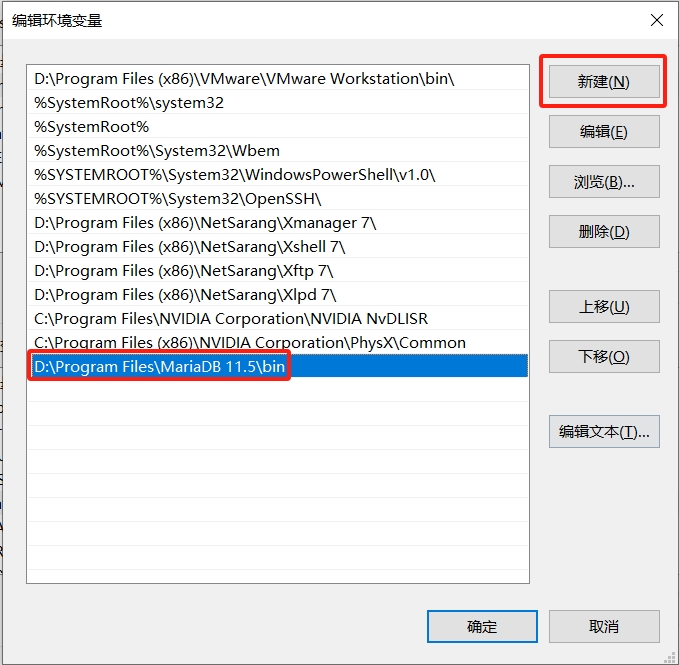 编辑环境变量
D:\Program Files (x86)\VMware\VMware Workstation\bin\
%SystemRoot%\system32
%SystemRoot%
%SystemRoot%\System32\Wbem
%SYSTEMROOT%\System32\WindowsPowerShell\v1.0\
%SYSTEMROOT%\System32\OpenSSH\
D:\Program Files (x86)\NetSarang\Xmanager 7\
D:\Program Files (x86)\NetSarang\Xshell 7\
D:\Program Files (x86)\NetSarang\Xftp 7\
D:\Program Files (x86)\NetSarang\Xlpd 7\
C:\Program Files\NVIDIA Corporation\NVIDIA NvDLISR
C:\Program Files (x86)\NVIDIA Corporation\PhysX\Common
D:\Program Files\MariaDB 11.5\bin
新建(N)
编辑(E)
浏览(B)...
删除(D)
上移(U)
下移(O)
编辑文本(T)...
确定
取消